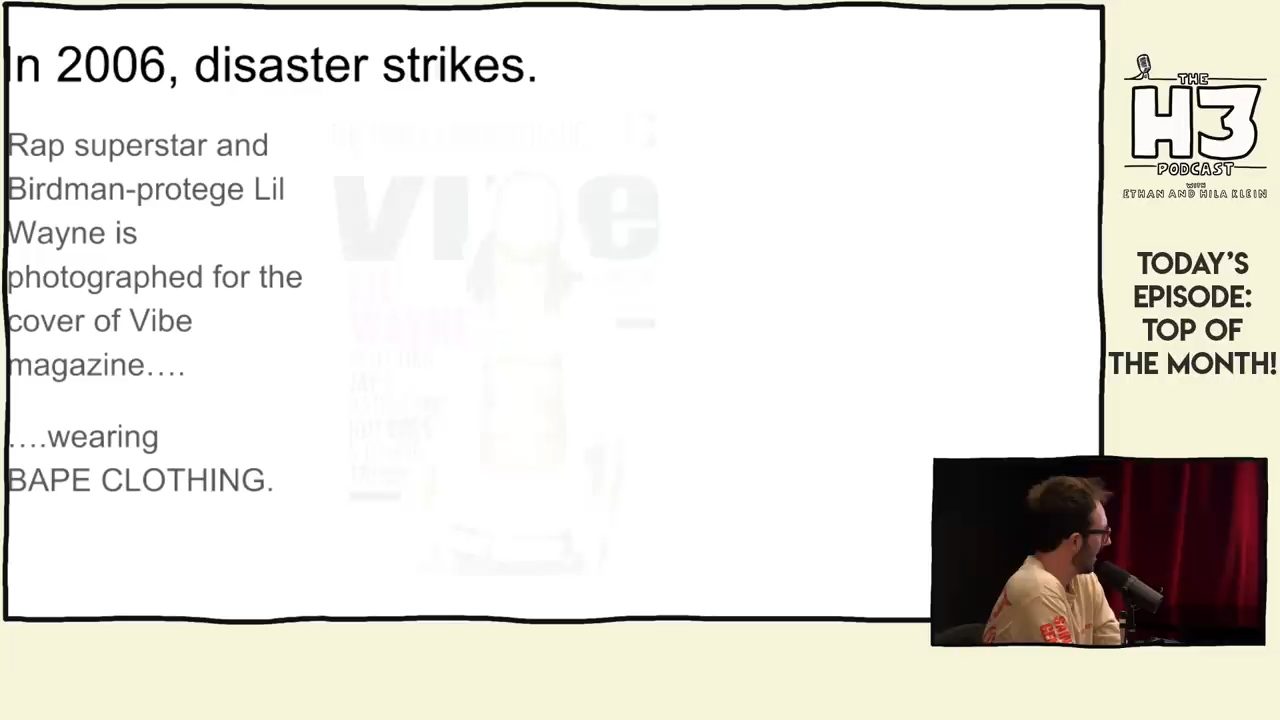 In 2006, disaster strikes.
Rap superstar and
Birdman-protege Lil
Wayne is
photographed for the
cover of Vibe
magazine….
….wearing
BAPE CLOTHING.
THE
H3
PODCAST
WITH
ETHAN AND HILA KLEIN
TODAY'S
EPISODE:
TOP OF
THE MONTH!